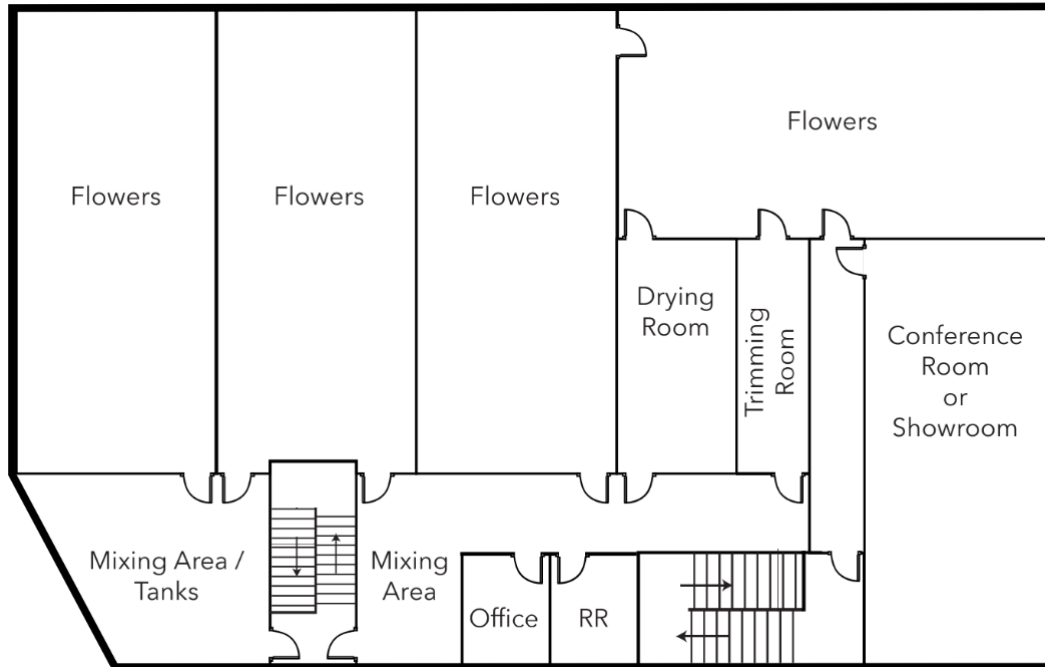 Flowers
Flowers
Flowers
Flowers
Drying
Room
Trimming
Room
Conference
Room
or
Showroom
Mixing Area /
Tanks
Mixing
Area
Office
RR